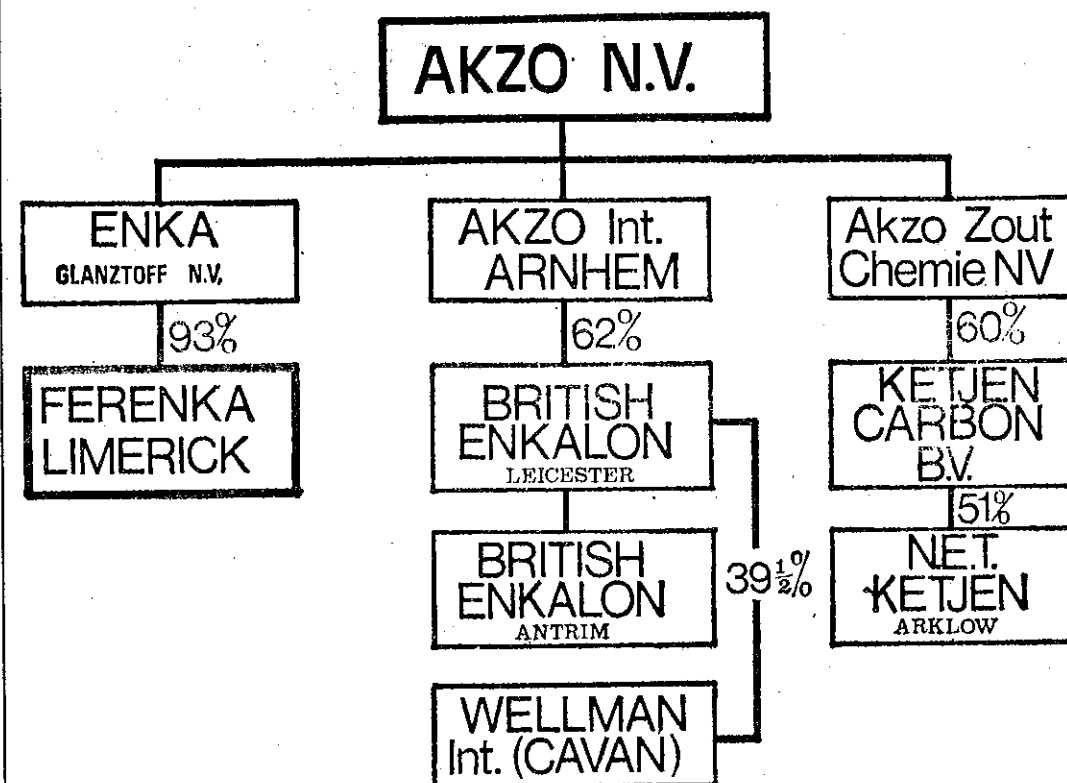 AKZO N.V.
ENKA
GLANZTOFF N.V,
93%
FERENKA
LIMERICK
AKZO Int.
ARNHEM
62%
BRITISH
ENKALON
LEICESTER
BRITISH
ENKALON
ANTRIM
39½%
WELLMAN
Int. (CAVAN)
Akzo Zout
Chemie NV
60%
KETJEN
CARBON
B.V.
51%
N.E.T.
KETJEN
ARKLOW